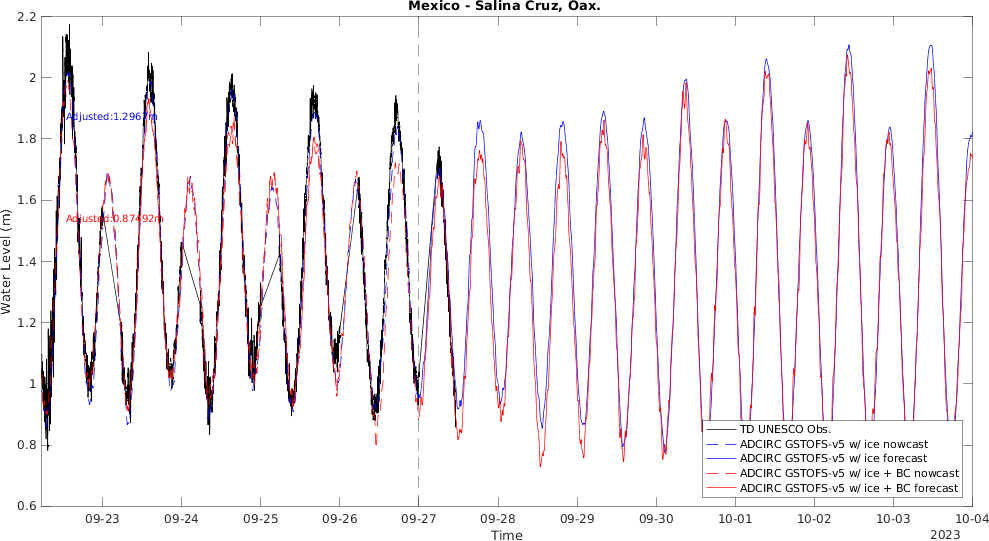 Mexico - Salina Cruz, Oax.
2.2
2
1.8
1.6
1.4
1.2
1
0.8
0.6
Water Level (m)
Adjusted:1.2967m
Adjusted:0.87492m
TD UNESCO Obs.
ADCIRC GSTOFS-v5 w/ ice nowcast
ADCIRC GSTOFS-v5 w/ ice forecast
ADCIRC GSTOFS-v5 w/ ice + BC nowcast
ADCIRC GSTOFS-v5 w/ ice + BC forecast
09-23 09-24 09-25 09-26 09-27 09-28 09-29 09-30 10-01 10-02 10-03 10-04
2023
Time